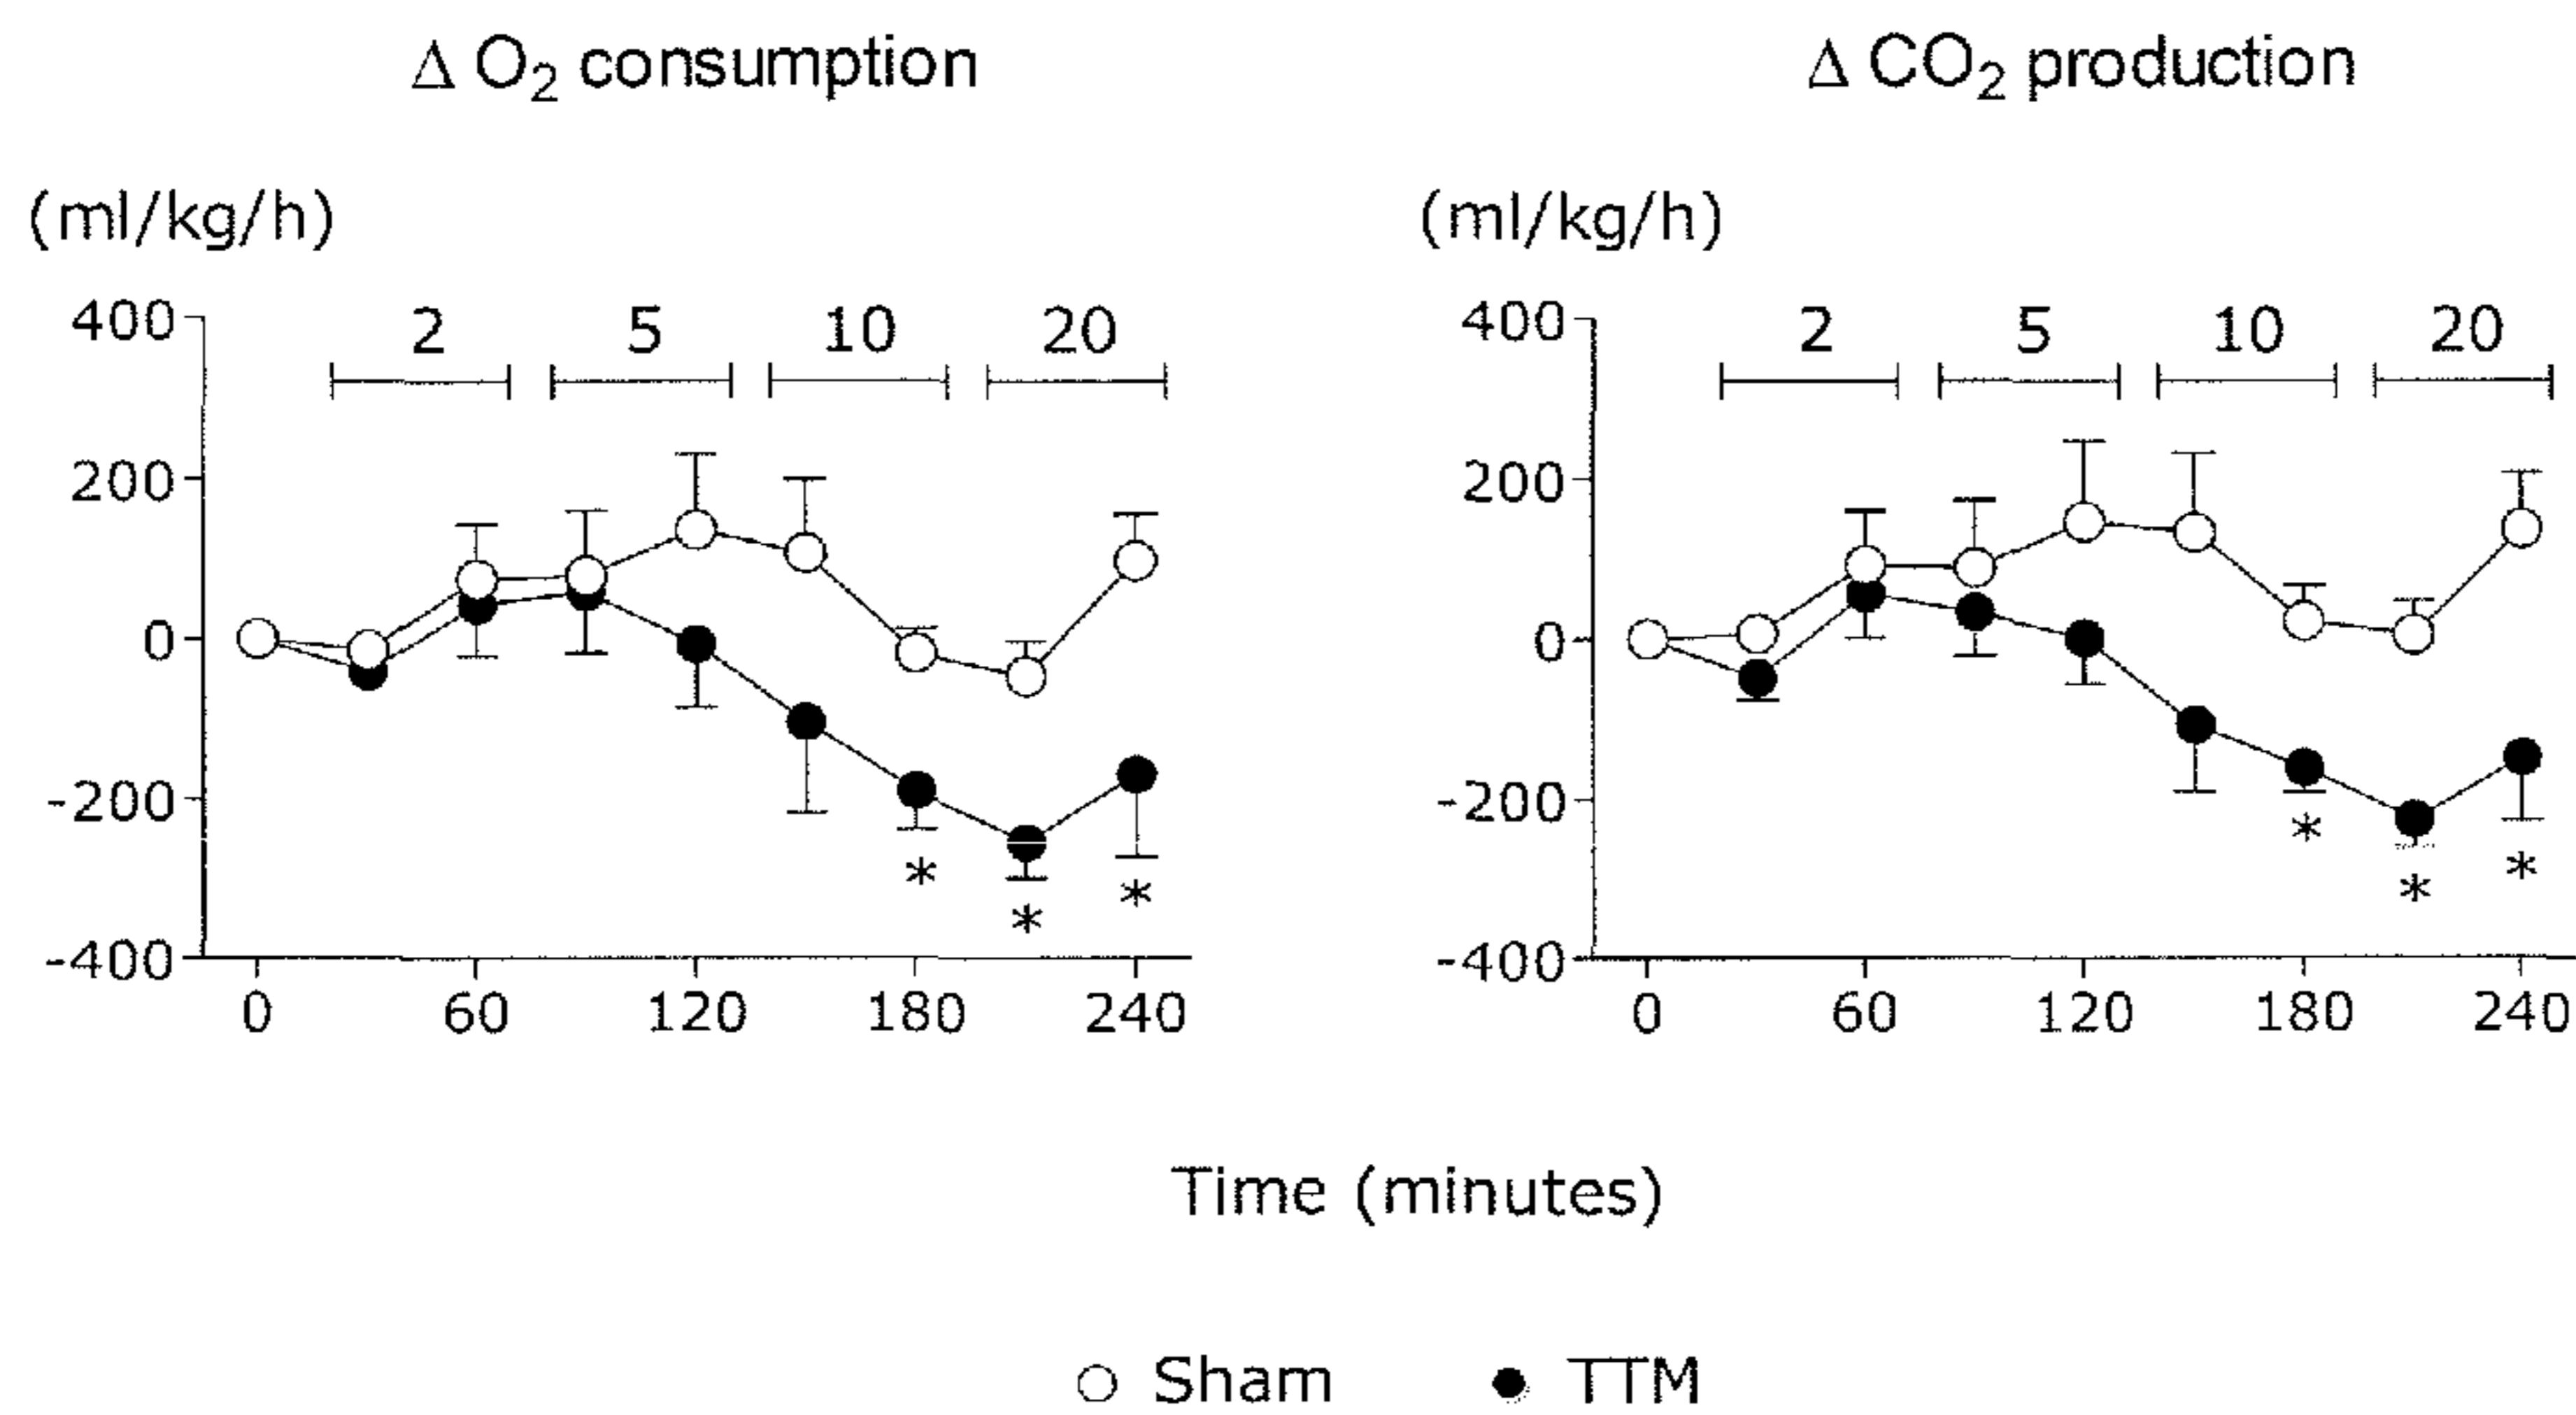 Δ O₂ consumption
Δ CO₂ production
(ml/kg/h)
(ml/kg/h)
400
2 5 10 20
200
0
-200
* * *
-400
0 60 120 180 240
400
2 5 10 20
200
0
-200
* * *
-400
0 60 120 180 240
Time (minutes)
Sham TTM